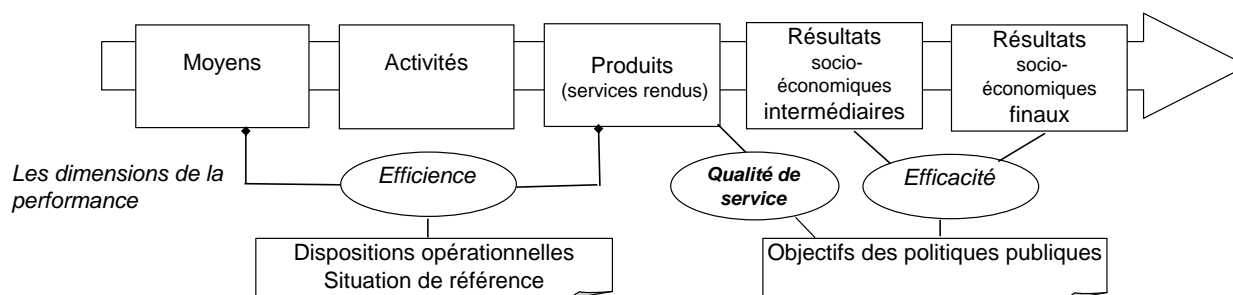 Moyens
Activités
Produits
(services rendus)
Résultats
socio-
économiques
intermédiaires
Résultats
socio-
économiques
finaux
Les dimensions de la
performance
Efficience
Qualité de
service
Efficacité
Dispositions opérationnelles
Situation de référence
Objectifs des politiques publiques